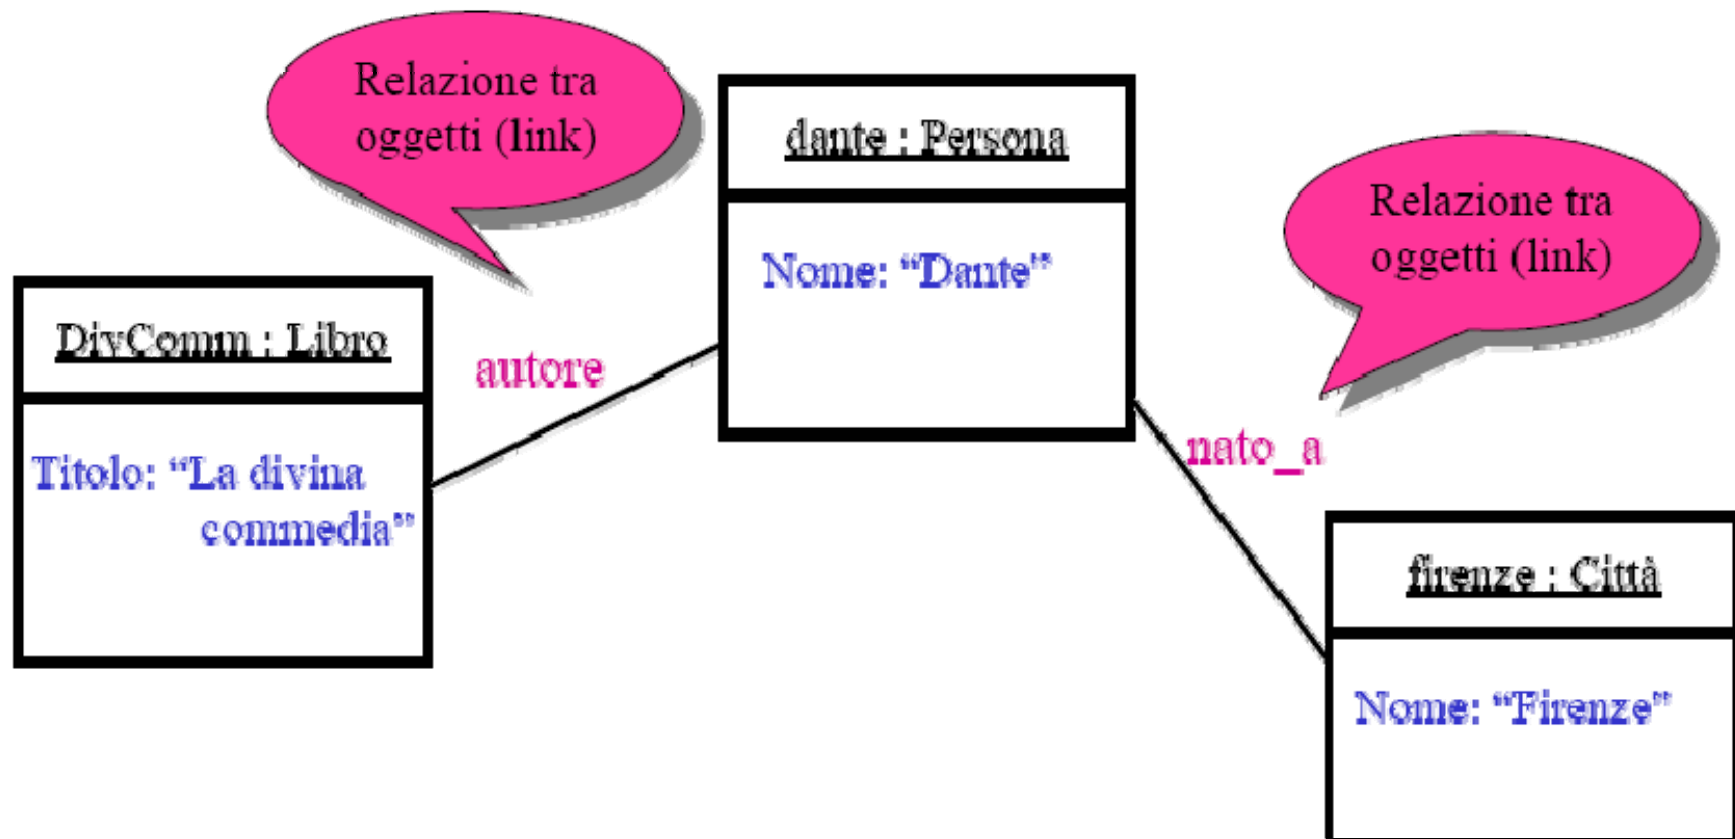 Relazione tra
oggetti (link)
dante : Persona
Nome: “Dante”
Relazione tra
oggetti (link)
DivComm : Libro
autore
Titolo: “La divina
commedia”
nato_a
firenze : Città
Nome: “Firenze”